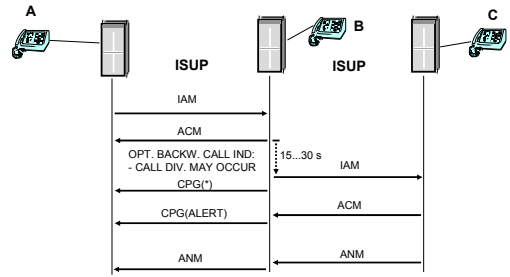 A
B
C
ISUP
ISUP
IAM
ACM
OPT. BACKW. CALL IND:
- CALL DIV. MAY OCCUR
15...30 s
IAM
CPG(*)
ACM
CPG(ALERT)
ANM
ANM